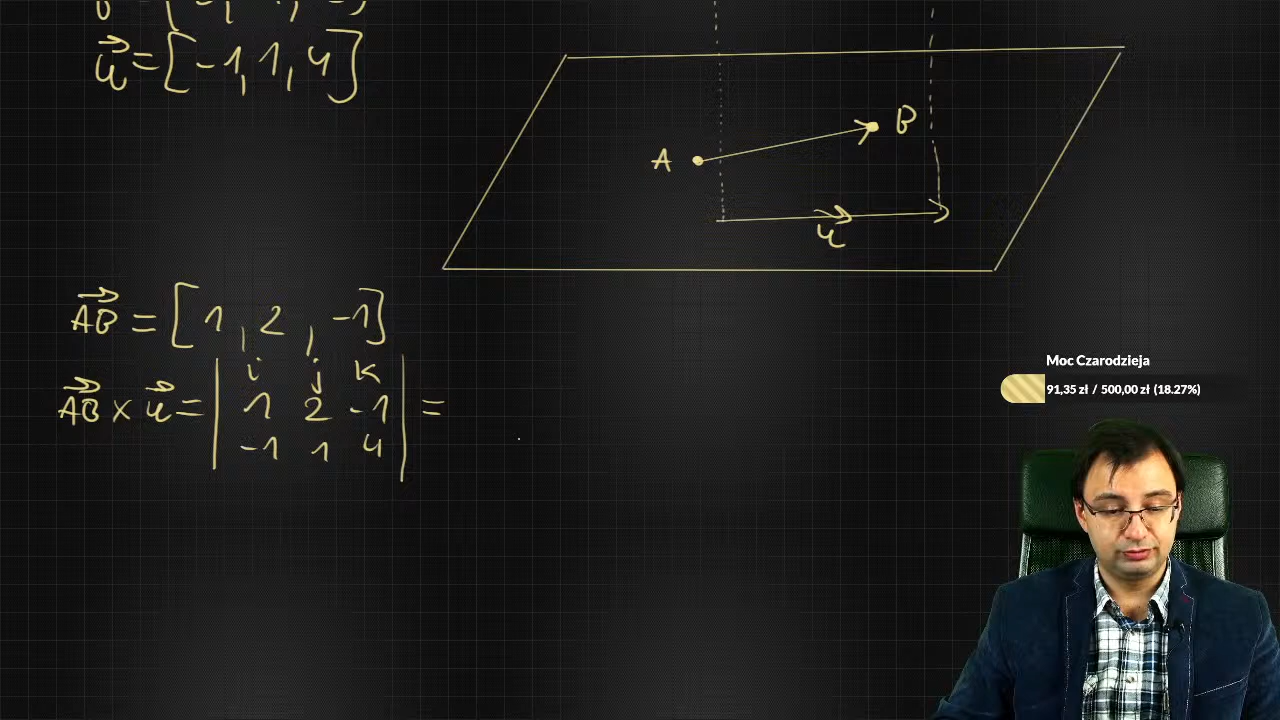 u = [-1, 1, 4]
A
B
u
AB = [1, 2, -1]
AB × u = | i j k |
1 2 -1
-1 1 4
=
Moc Czarodzieja
91,35 zł / 500,00 zł (18.27%)